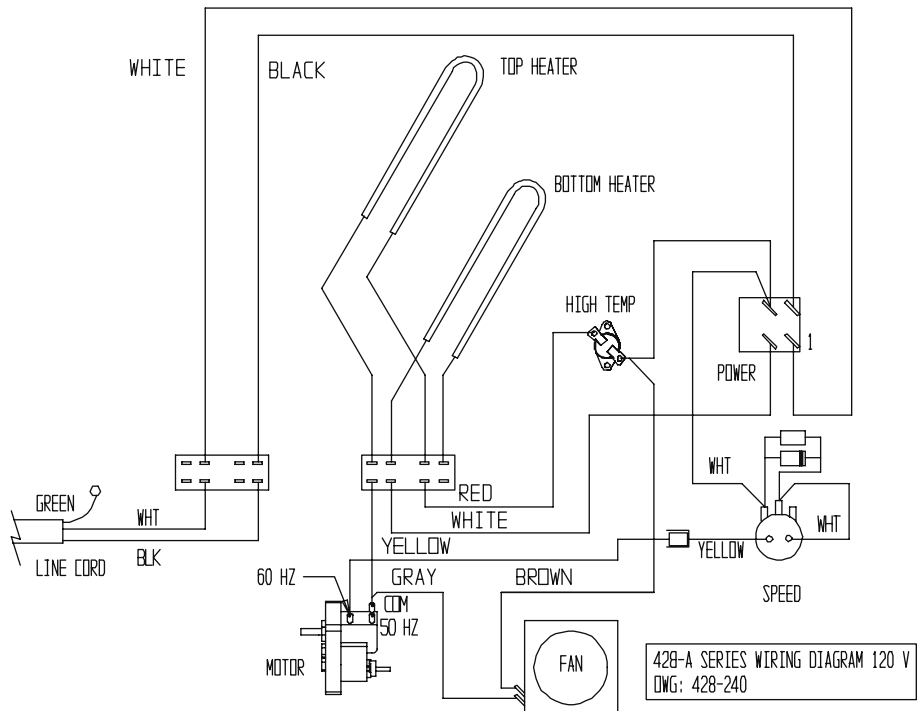 WHITE
BLACK
TOP HEATER
BOTTOM HEATER
HIGH TEMP
1
POWER
WHT
RED
WHITE
GREEN
WHT
WHT
YELLOW
YELLOW
BLK
LINE CORD
60 HZ
GRAY
BROWN
SPEED
COM
50 HZ
MOTOR
FAN
428-A SERIES WIRING DIAGRAM 120 V
DWG: 428-240